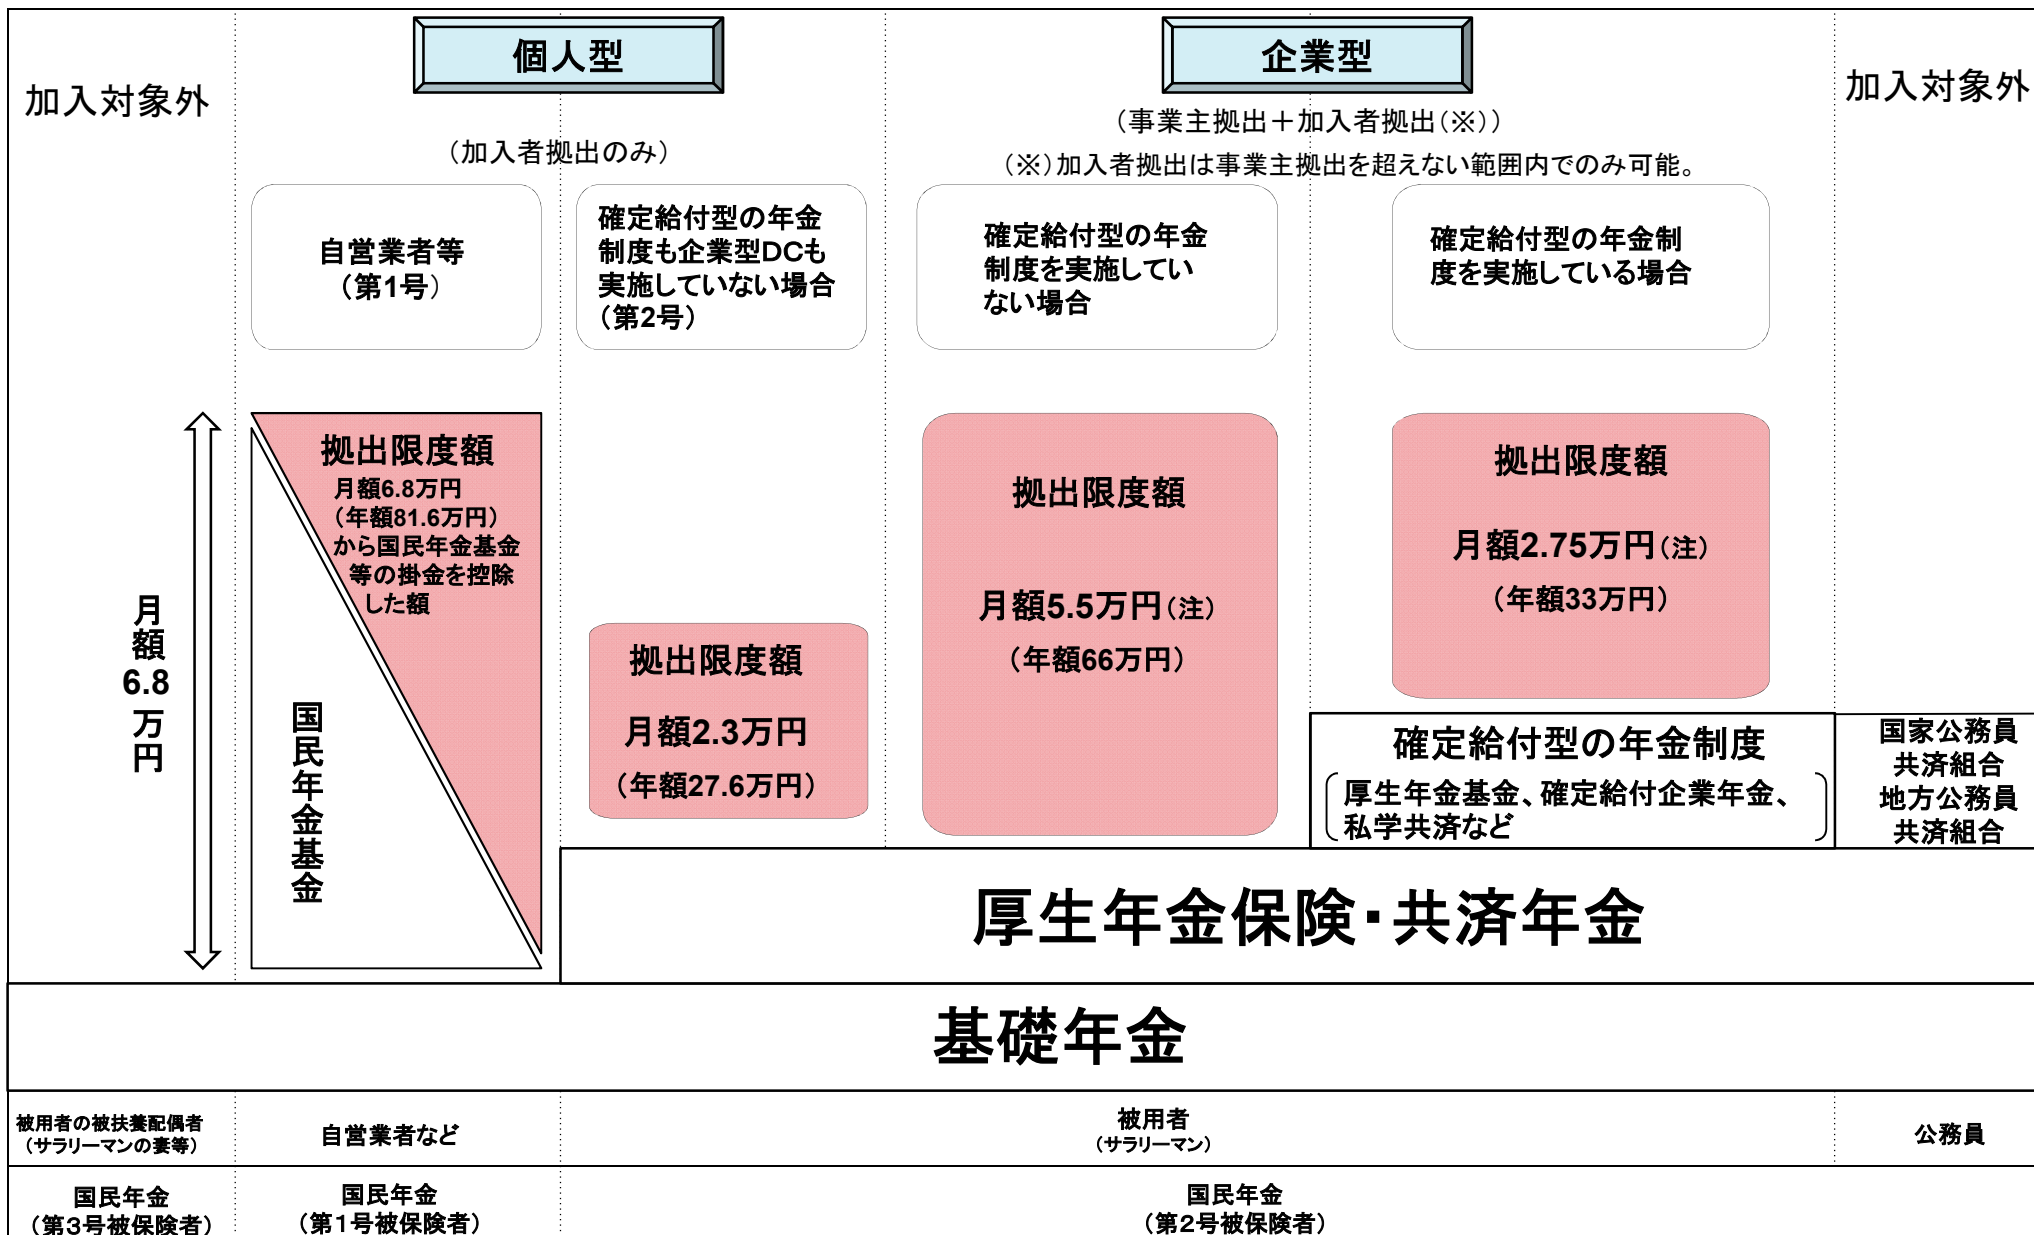 加入対象外
個人型
(加入者拠出のみ)
企業型
(事業主拠出+加入者拠出(※))
(※)加入者拠出は事業主拠出を超えない範囲内でのみ可能。
加入対象外
自営業者等
(第1号)
確定給付型の年金
制度も企業型DCも
実施していない場合
(第2号)
確定給付型の年金
制度を実施してい
ない場合
確定給付型の年金制
度を実施している場合
月額6.8万円
拠出限度額
月額6.8万円
(年額81.6万円)
から国民年金基金
等の掛金を控除
した額
国民年金基金
拠出限度額
月額2.3万円
(年額27.6万円)
拠出限度額
月額5.5万円(注)
(年額66万円)
拠出限度額
月額2.75万円(注)
(年額33万円)
確定給付型の年金制度
厚生年金基金、確定給付企業年金、
私学共済など
国家公務員
共済組合
地方公務員
共済組合
厚生年金保険・共済年金
基礎年金
被用者の被扶養配偶者
(サラリーマンの妻等)
自営業者など
被用者
(サラリーマン)
公務員
国民年金
(第3号被保険者)
国民年金
(第1号被保険者)
国民年金
(第2号被保険者)